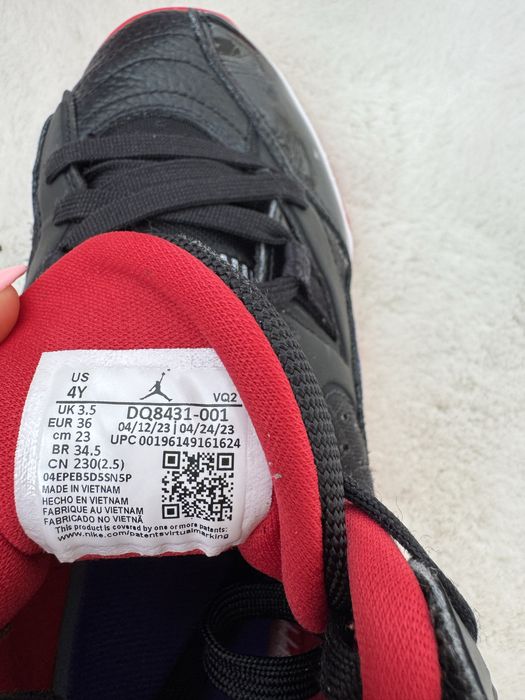 US
4Y
VQ2
UK 3.5
EUR 36
cm 23
BR 34.5
CN 230(2.5)
DQ8431-001
04/12/23 | 04/24/23
UPC 00196149161624
04EPEB5D5SN5P
MADE IN VIETNAM
HECHO EN VIETNAM
FABRIQUE AU VIETNAM
FABRICADO NO VIETNÃ
This product is covered by one or more patents:
www.nike.com/patentsvirtualmarking